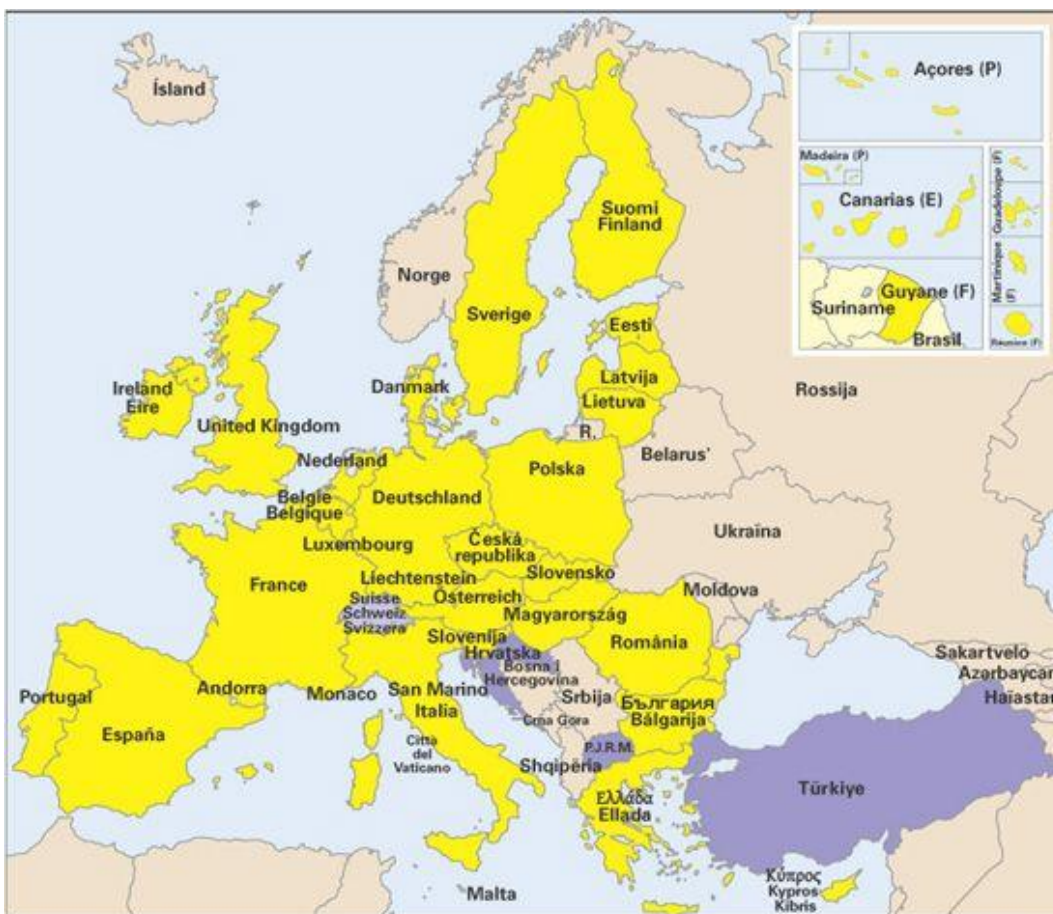 Ísland
Norge
Sverige
Suomi
Finland
Eesti
Latvija
Lietuva
R.
Danmark
Ireland
Éire
United Kingdom
Nederland
België
Belgique
Luxembourg
Deutschland
Polska
Belarus'
Rossija
Ukraïna
Moldova
Česká
republika
Slovensko
France
Liechtenstein
Suisse
Schweiz
Svizzera
Österreich
Magyarország
România
Slovenija
Hrvatska
Bosna i
Hercegovina
Srbija
Crna Gora
България
Bălgarija
P.J.R.M.
Shqipëria
Portugal
España
Andorra
Monaco
San Marino
Italia
Città
del
Vaticano
Malta
Ελλάδα
Ellada
Türkiye
Κύπρος
Kypros
Kibris
Sakartvelo
Azərbaycan
Haïastan
Açores (P)
Madeira (P)
Canarias (E)
Guadeloupe (F)
Martinique
(F)
Réunion (F)
Guyane (F)
Suriname
Brasil